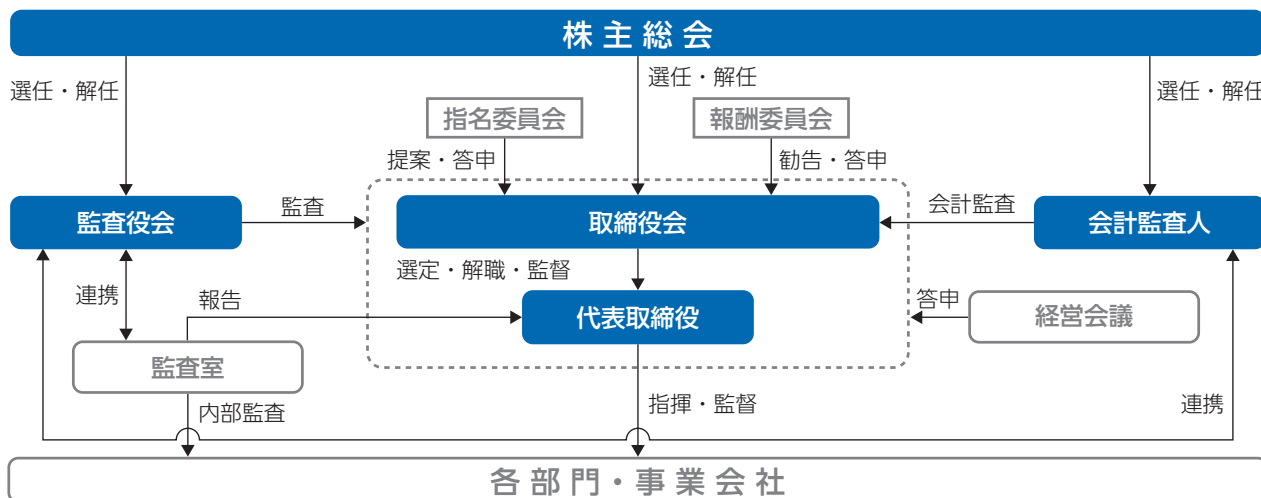 株主総会
選任・解任
選任・解任
選任・解任
指名委員会
報酬委員会
提案・答申
勧告・答申
監査役会
監査
取締役会
会計監査
会計監査人
選定・解職・監督
連携
報告
代表取締役
答申
経営会議
監査室
内部監査
指揮・監督
連携
各部門・事業会社